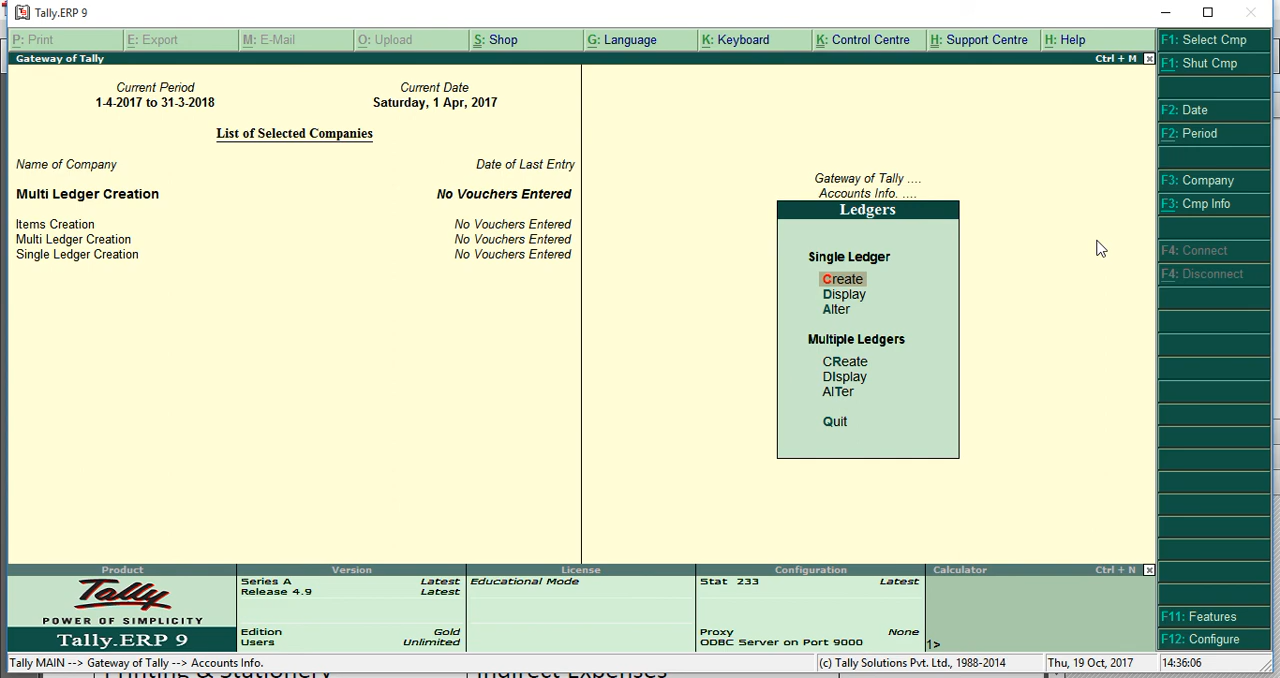 Tally.ERP 9
P: Print E: Export M: E-Mail O: Upload S: Shop G: Language K: Keyboard K: Control Centre H: Support Centre H: Help
Gateway of Tally Ctrl + M
Current Period Current Date
1-4-2017 to 31-3-2018 Saturday, 1 Apr, 2017
List of Selected Companies
Name of Company Date of Last Entry
Multi Ledger Creation No Vouchers Entered
Items Creation No Vouchers Entered
Multi Ledger Creation No Vouchers Entered
Single Ledger Creation No Vouchers Entered
Gateway of Tally ....
Accounts Info. ....
Ledgers
Single Ledger
Create
Display
Alter
Multiple Ledgers
CReate
DIsplay
AlTer
Quit
F1: Select Cmp
F1: Shut Cmp
F2: Date
F2: Period
F3: Company
F3: Cmp Info
F4: Connect
F4: Disconnect
F11: Features
F12: Configure
Product Version License Configuration Calculator Ctrl + N
Tally
POWER OF SIMPLICITY
Tally.ERP 9
Series A Latest
Release 4.9 Latest
Edition Gold
Users Unlimited
Educational Mode
Stat 233 Latest
Proxy None
ODBC Server on Port 9000
1>
Tally MAIN --> Gateway of Tally --> Accounts Info. (c) Tally Solutions Pvt. Ltd., 1988-2014 Thu, 19 Oct, 2017 14:36:06
Printing & Stationery Indirect Expenses